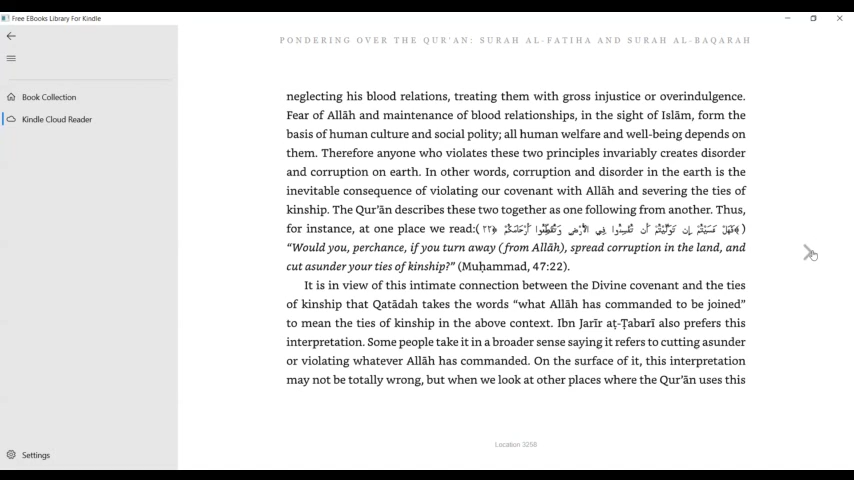 Free EBooks Library For Kindle
PONDERING OVER THE QUR'AN: SURAH AL-FATIHA AND SURAH AL-BAQARAH
Book Collection
Kindle Cloud Reader
neglecting his blood relations, treating them with gross injustice or overindulgence.
Fear of Allāh and maintenance of blood relationships, in the sight of Islām, form the
basis of human culture and social polity; all human welfare and well-being depends on
them. Therefore anyone who violates these two principles invariably creates disorder
and corruption on earth. In other words, corruption and disorder in the earth is the
inevitable consequence of violating our covenant with Allāh and severing the ties of
kinship. The Qur'ān describes these two together as one following from another. Thus,
for instance, at one place we read:( ﴿فَهَلْ عَسَيْتُمْ إِن تَوَلَّيْتُمْ أَن تُفْسِدُوا فِي الْأَرْضِ وَتُقَطِّعُوا أَرْحَامَكُمْ ﴿٢٢ )
“Would you, perchance, if you turn away (from Allāh), spread corruption in the land, and
cut asunder your ties of kinship?” (Muḥammad, 47:22).
It is in view of this intimate connection between the Divine covenant and the ties
of kinship that Qatādah takes the words “what Allāh has commanded to be joined”
to mean the ties of kinship in the above context. Ibn Jarīr aṭ-Ṭabarī also prefers this
interpretation. Some people take it in a broader sense saying it refers to cutting asunder
or violating whatever Allāh has commanded. On the surface of it, this interpretation
may not be totally wrong, but when we look at other places where the Qur'ān uses this
Settings
Location 3258